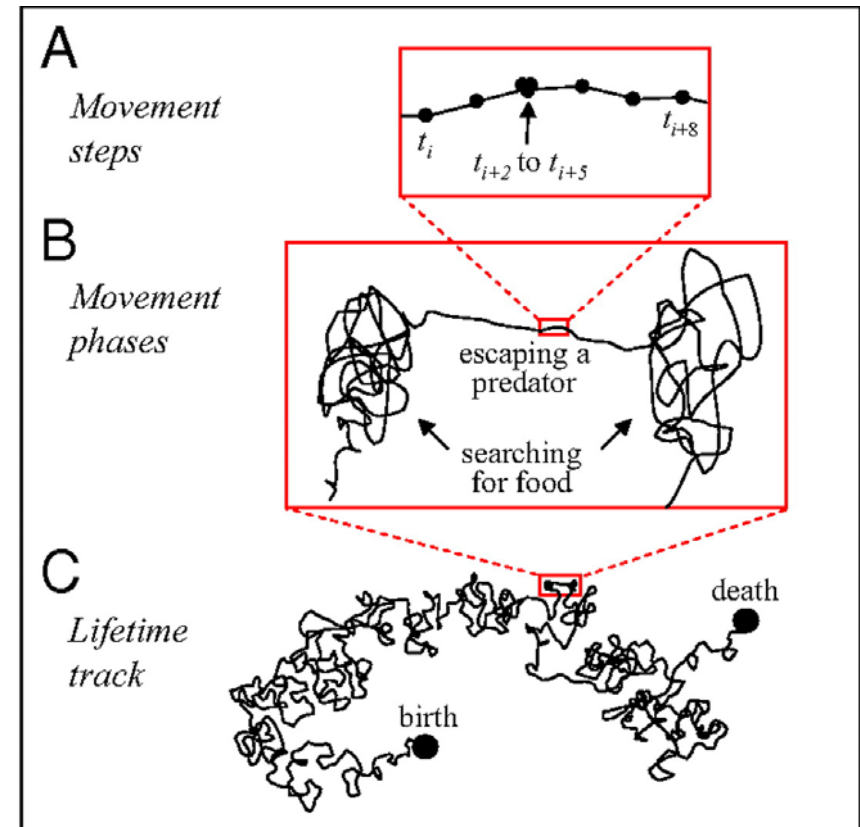 A
Movement
steps
t_i
t_{i+2} to t_{i+5}
t_{i+8}
B
Movement
phases
escaping a
predator
searching
for food
C
Lifetime
track
birth
death